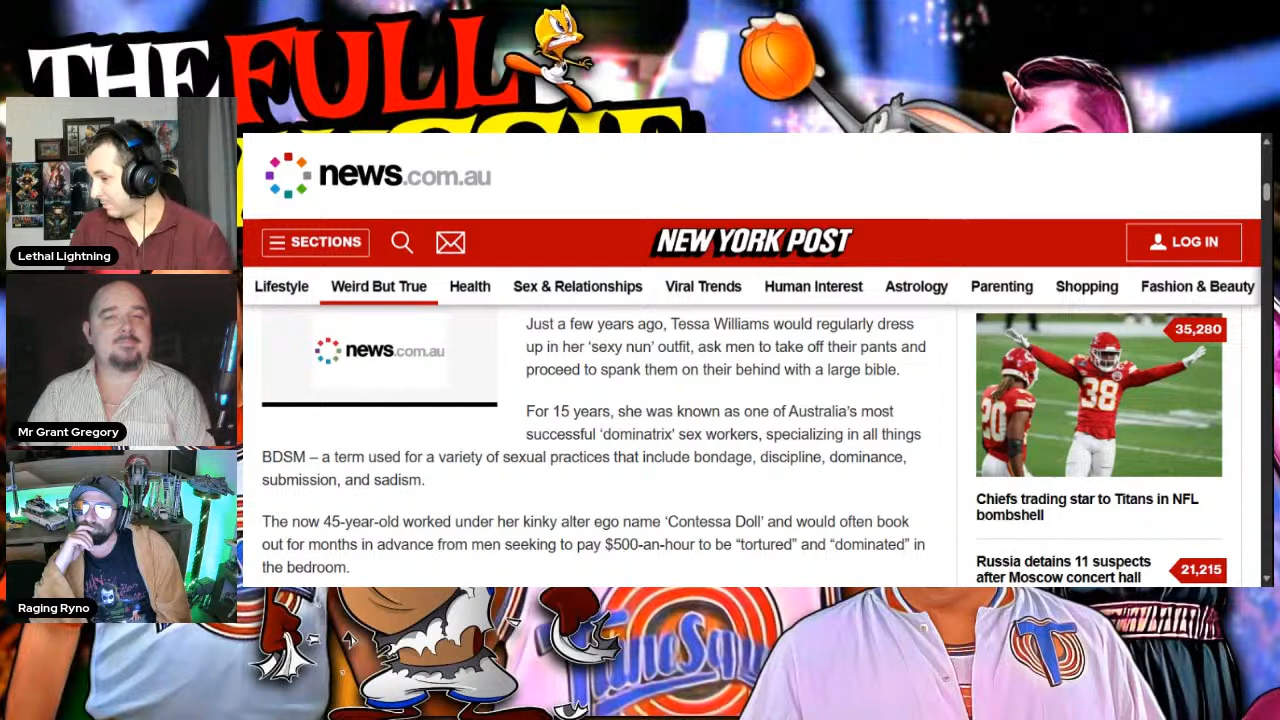 THE FULL
Lethal Lightning
Mr Grant Gregory
Raging Ryno
news.com.au
SECTIONS
NEW YORK POST
LOG IN
Lifestyle Weird But True Health Sex & Relationships Viral Trends Human Interest Astrology Parenting Shopping Fashion & Beauty
news.com.au
Just a few years ago, Tessa Williams would regularly dress
up in her ‘sexy nun’ outfit, ask men to take off their pants and
proceed to spank them on their behind with a large bible.
For 15 years, she was known as one of Australia’s most
successful ‘dominatrix’ sex workers, specializing in all things
BDSM – a term used for a variety of sexual practices that include bondage, discipline, dominance,
submission, and sadism.
The now 45-year-old worked under her kinky alter ego name ‘Contessa Doll’ and would often book
out for months in advance from men seeking to pay $500-an-hour to be “tortured” and “dominated” in
the bedroom.
35,280
20
38
Chiefs trading star to Titans in NFL
bombshell
Russia detains 11 suspects
after Moscow concert hall
21,215
T